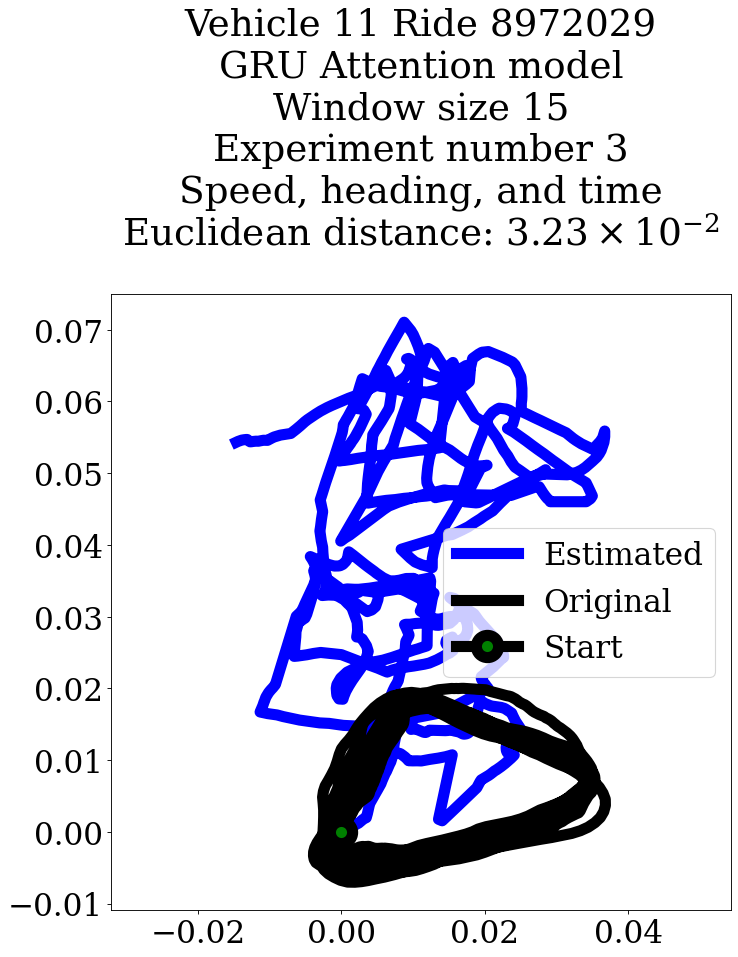 Vehicle 11 Ride 8972029
GRU Attention model
Window size 15
Experiment number 3
Speed, heading, and time
Euclidean distance: 3.23 × 10⁻²
0.07
0.06
0.05
0.04
0.03
0.02
0.01
0.00
−0.01
Estimated
Original
Start
−0.02 0.00 0.02 0.04